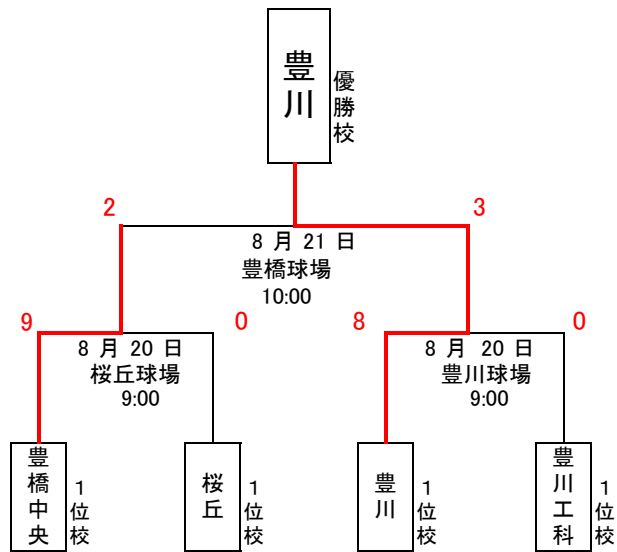 豊川
優勝校
2
3
8 月 21 日
豊橋球場
10:00
9
0
8
0
8 月 20 日
桜丘球場
9:00
8 月 20 日
豊川球場
9:00
豊橋中央
1位校
桜丘
1位校
豊川
1位校
豊川工科
1位校